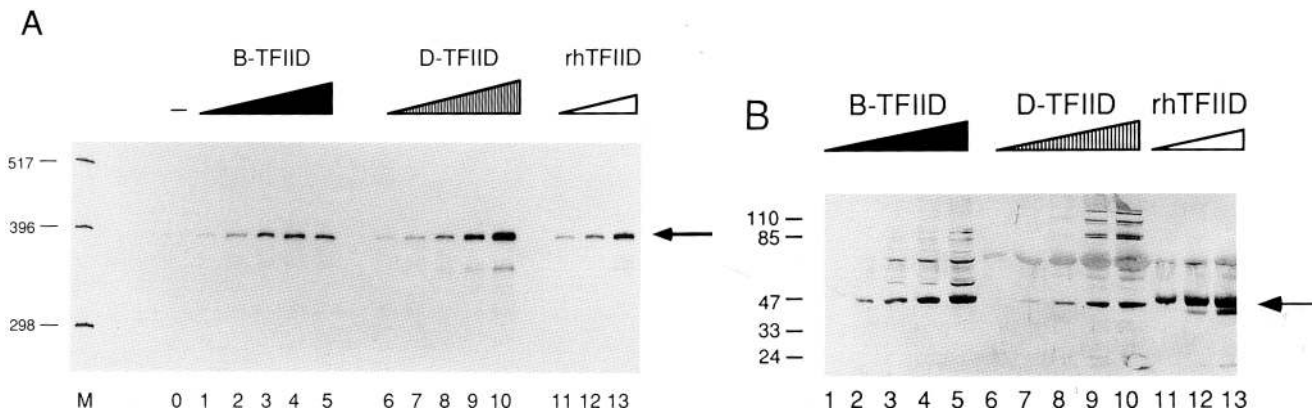 A
B-TFIID D-TFIID rhTFIID
–
517
396
298
M 0 1 2 3 4 5 6 7 8 9 10 11 12 13
B
B-TFIID D-TFIID rhTFIID
110
85
47
33
24
1 2 3 4 5 6 7 8 9 10 11 12 13